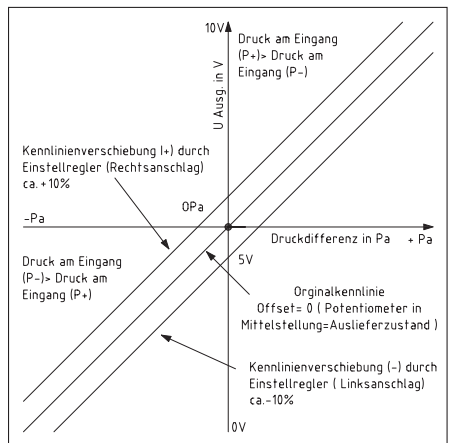 10V
U Ausg. in V
Druck am Eingang
(P+)> Druck am
Eingang (P-)
Kennlinienverschiebung (+) durch
Einstellregler (Rechtsanschlag)
ca. +10%
0Pa
-Pa
Druckdifferenz in Pa
+ Pa
5V
Druck am Eingang
(P-)> Druck am
Eingang (P+)
Orginalkennlinie
Offset= 0 ( Potentiometer in
Mittelstellung=Auslieferzustand )
Kennlinienverschiebung (-) durch
Einstellregler ( Linksanschlag)
ca.-10%
0V